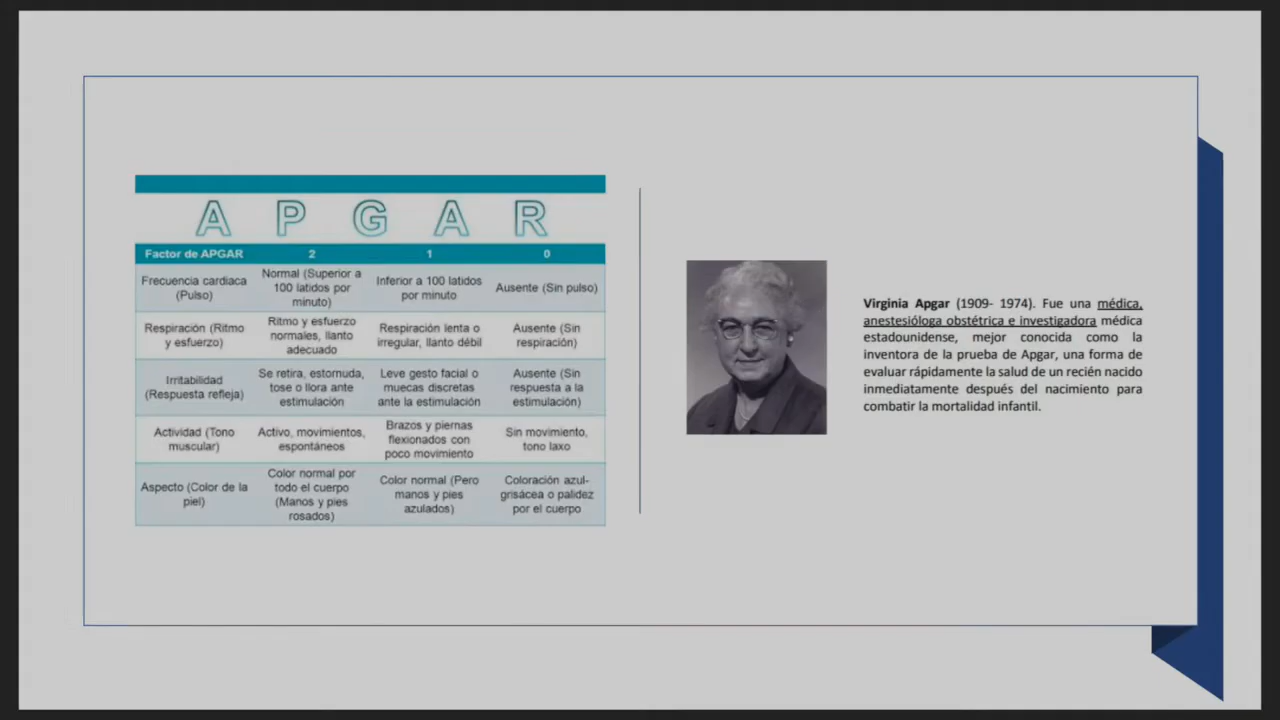 A P G A R
Factor de APGAR 2 1 0
Frecuencia cardiaca (Pulso)
Normal (Superior a 100 latidos por minuto)
Inferior a 100 latidos por minuto
Ausente (Sin pulso)
Respiración (Ritmo y esfuerzo)
Ritmo y esfuerzo normales, llanto adecuado
Respiración lenta o irregular, llanto débil
Ausente (Sin respiración)
Irritabilidad (Respuesta refleja)
Se retira, estornuda, tose o llora ante estimulación
Leve gesto facial o muecas discretas ante la estimulación
Ausente (Sin respuesta a la estimulación)
Actividad (Tono muscular)
Activo, movimientos, espontáneos
Brazos y piernas flexionados con poco movimiento
Sin movimiento, tono laxo
Aspecto (Color de la piel)
Color normal por todo el cuerpo (Manos y pies rosados)
Color normal (Pero manos y pies azulados)
Coloración azul-grisácea o palidez por el cuerpo
Virginia Apgar (1909- 1974). Fue una médica,
anestesióloga obstétrica e investigadora médica
estadounidense, mejor conocida como la
inventora de la prueba de Apgar, una forma de
evaluar rápidamente la salud de un recién nacido
inmediatamente después del nacimiento para
combatir la mortalidad infantil.